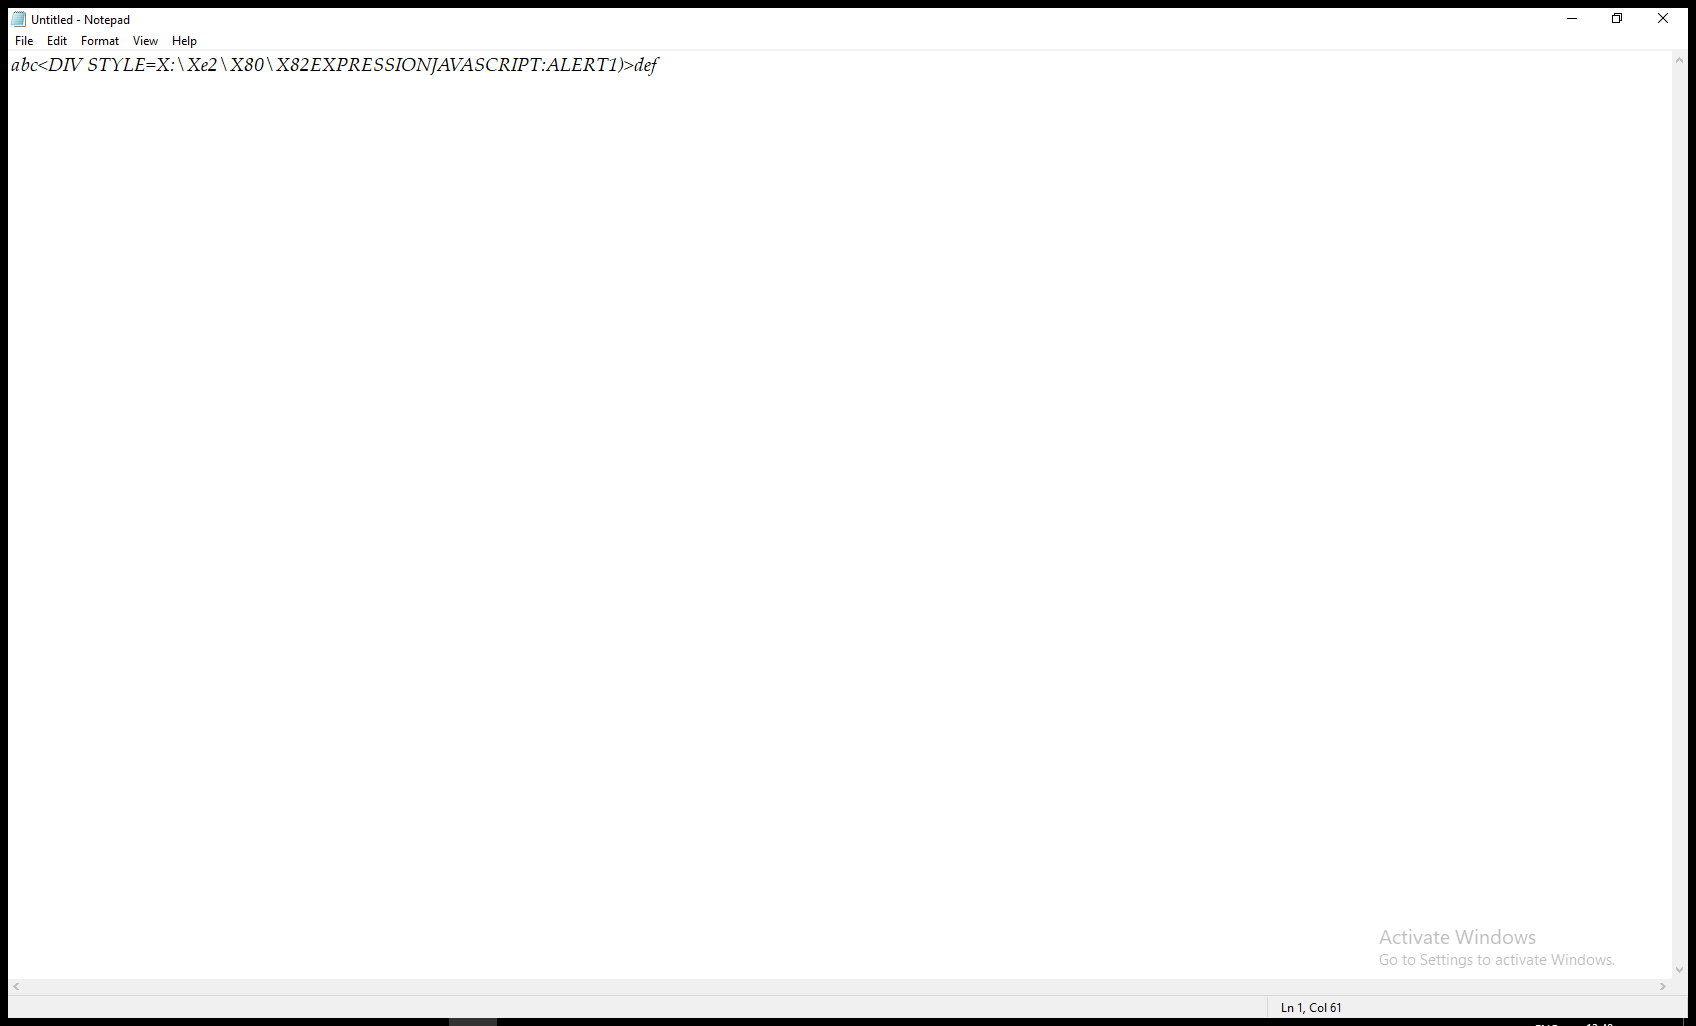 Untitled - Notepad
File Edit Format View Help
abc<DIV STYLE=X:\Xe2\X80\X82EXPRESSIONJAVASCRIPT:ALERT1)>def
Activate Windows
Go to Settings to activate Windows.
Ln 1, Col 61